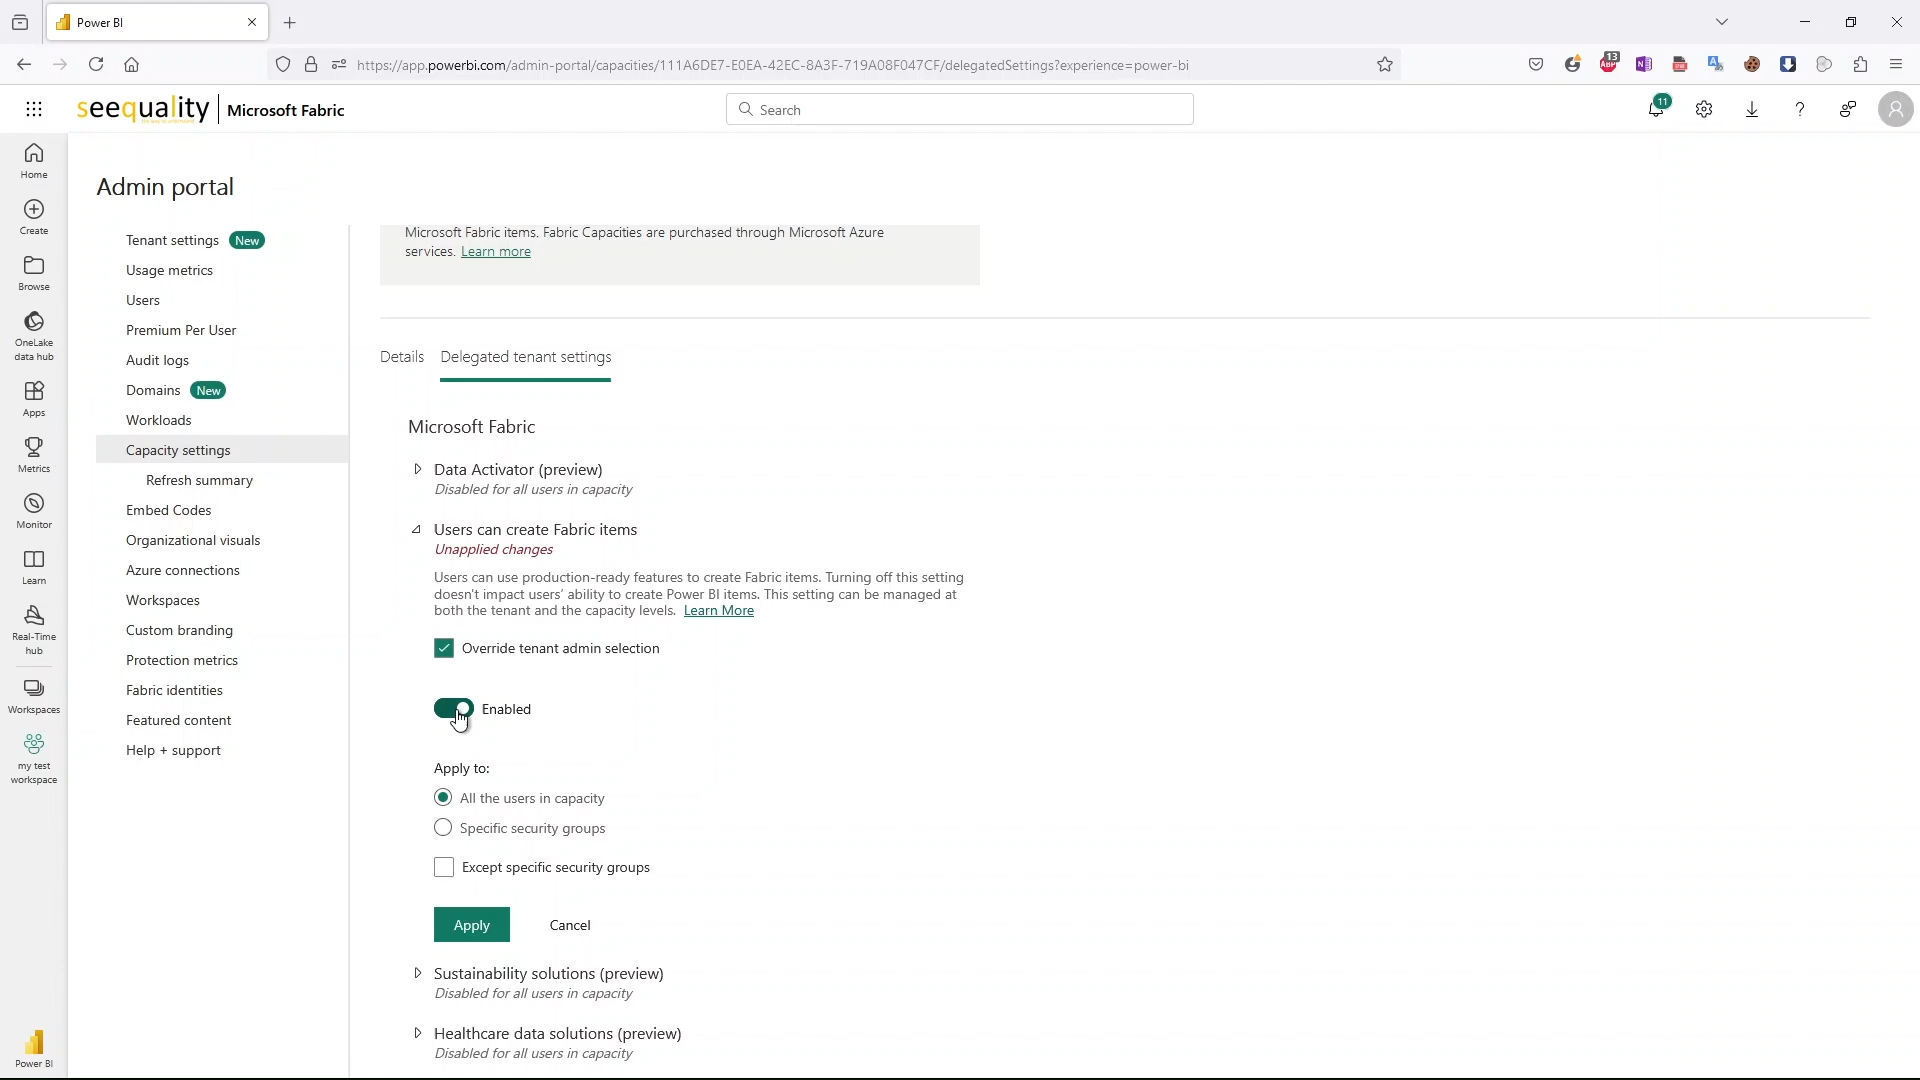 Power BI
https://app.powerbi.com/admin-portal/capacities/111A6DE7-E0EA-42EC-8A3F-719A08F047CF/delegatedSettings?experience=power-bi
13
ABP
seequality
Microsoft Fabric
Search
11
Home
Create
Browse
OneLake
data hub
Apps
Metrics
Monitor
Learn
Real-Time
hub
Workspaces
my test
workspace
Power BI
Admin portal
Tenant settings New
Usage metrics
Users
Premium Per User
Audit logs
Domains New
Workloads
Capacity settings
Refresh summary
Embed Codes
Organizational visuals
Azure connections
Workspaces
Custom branding
Protection metrics
Fabric identities
Featured content
Help + support
Microsoft Fabric items. Fabric Capacities are purchased through Microsoft Azure
services. Learn more
Details Delegated tenant settings
Microsoft Fabric
Data Activator (preview)
Disabled for all users in capacity
Users can create Fabric items
Unapplied changes
Users can use production-ready features to create Fabric items. Turning off this setting
doesn't impact users' ability to create Power BI items. This setting can be managed at
both the tenant and the capacity levels. Learn More
Override tenant admin selection
Enabled
Apply to:
All the users in capacity
Specific security groups
Except specific security groups
Apply Cancel
Sustainability solutions (preview)
Disabled for all users in capacity
Healthcare data solutions (preview)
Disabled for all users in capacity